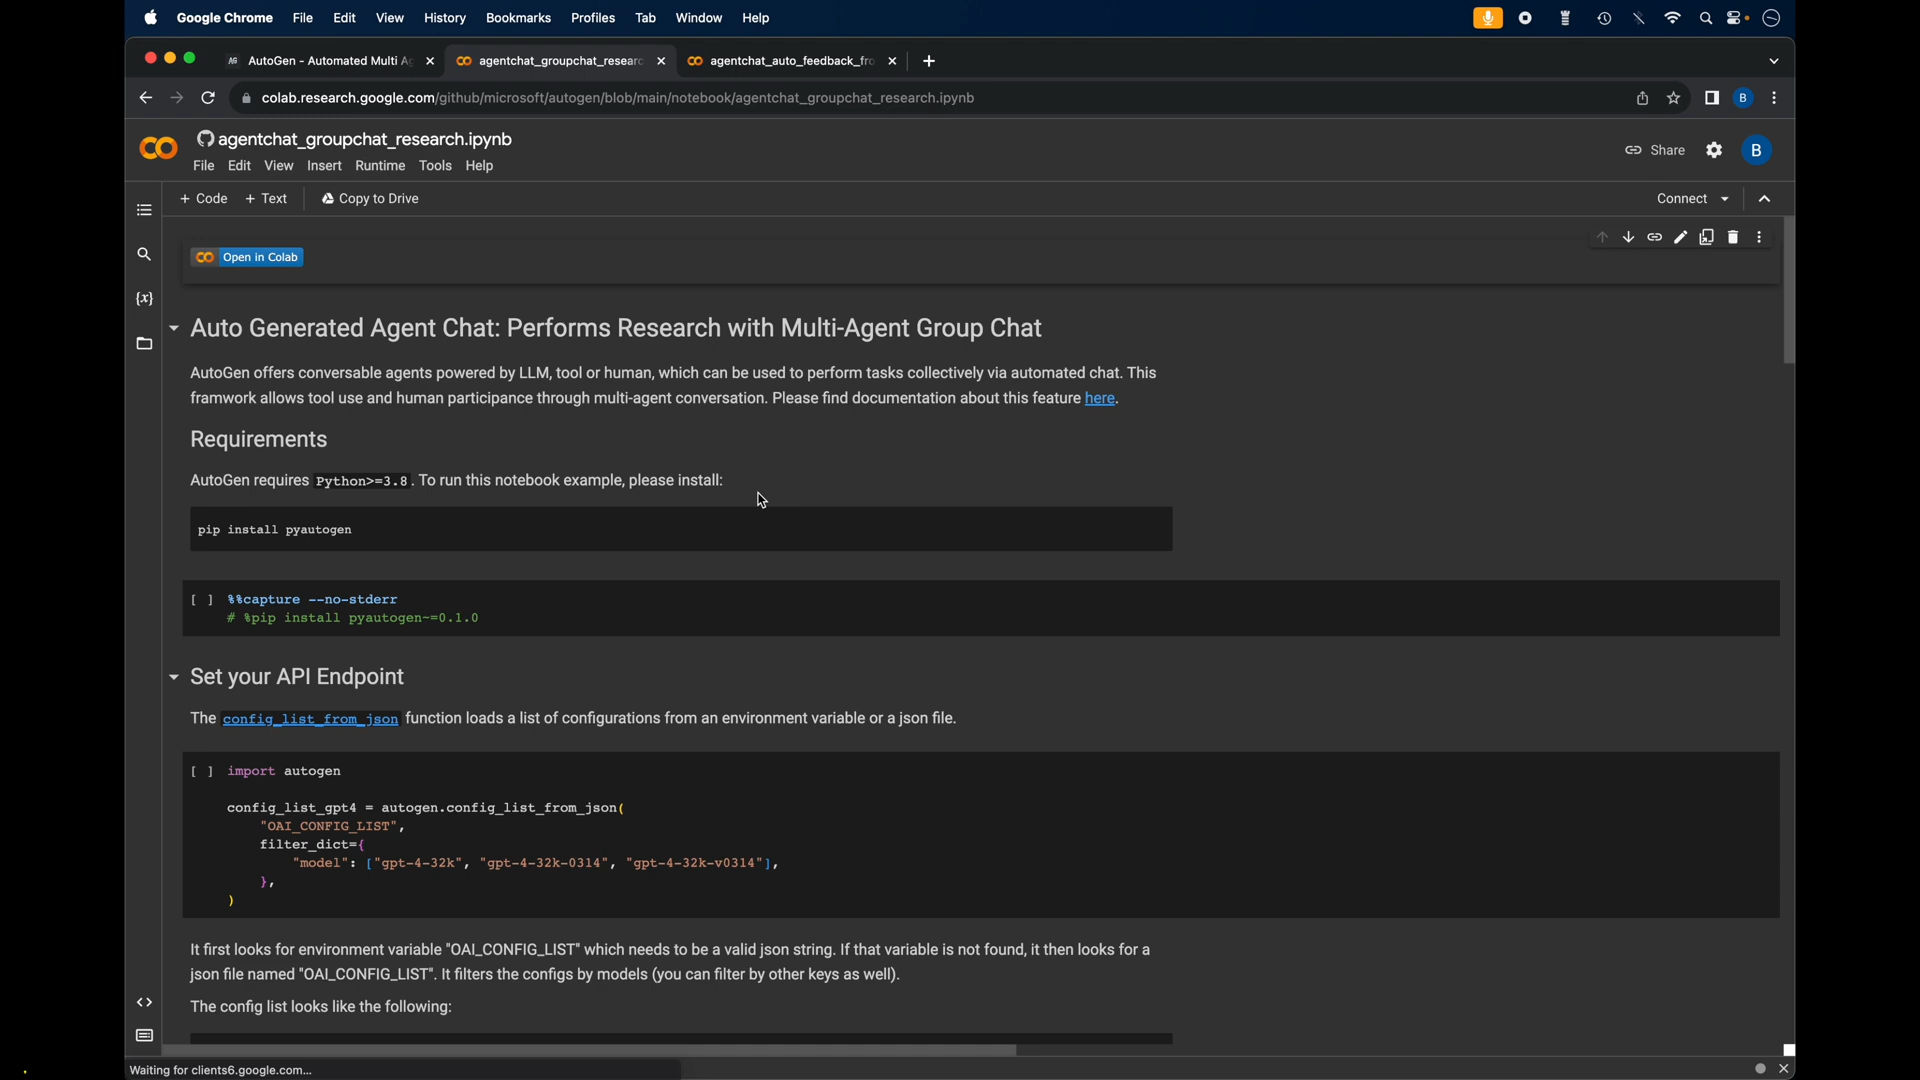 Google Chrome File Edit View History Bookmarks Profiles Tab Window Help
AutoGen - Automated Multi Ag
agentchat_groupchat_researc
agentchat_auto_feedback_fro
colab.research.google.com/github/microsoft/autogen/blob/main/notebook/agentchat_groupchat_research.ipynb
B
agentchat_groupchat_research.ipynb
File Edit View Insert Runtime Tools Help
Share
B
+ Code + Text Copy to Drive
Connect
Open in Colab
Auto Generated Agent Chat: Performs Research with Multi-Agent Group Chat
AutoGen offers conversable agents powered by LLM, tool or human, which can be used to perform tasks collectively via automated chat. This
framwork allows tool use and human participance through multi-agent conversation. Please find documentation about this feature here.
Requirements
AutoGen requires Python>=3.8. To run this notebook example, please install:
pip install pyautogen
[ ] %%capture --no-stderr
# %pip install pyautogen~=0.1.0
Set your API Endpoint
The config_list_from_json function loads a list of configurations from an environment variable or a json file.
[ ] import autogen
config_list_gpt4 = autogen.config_list_from_json(
"OAI_CONFIG_LIST",
filter_dict={
"model": ["gpt-4-32k", "gpt-4-32k-0314", "gpt-4-32k-v0314"],
},
)
It first looks for environment variable "OAI_CONFIG_LIST" which needs to be a valid json string. If that variable is not found, it then looks for a
json file named "OAI_CONFIG_LIST". It filters the configs by models (you can filter by other keys as well).
The config list looks like the following:
Waiting for clients6.google.com...